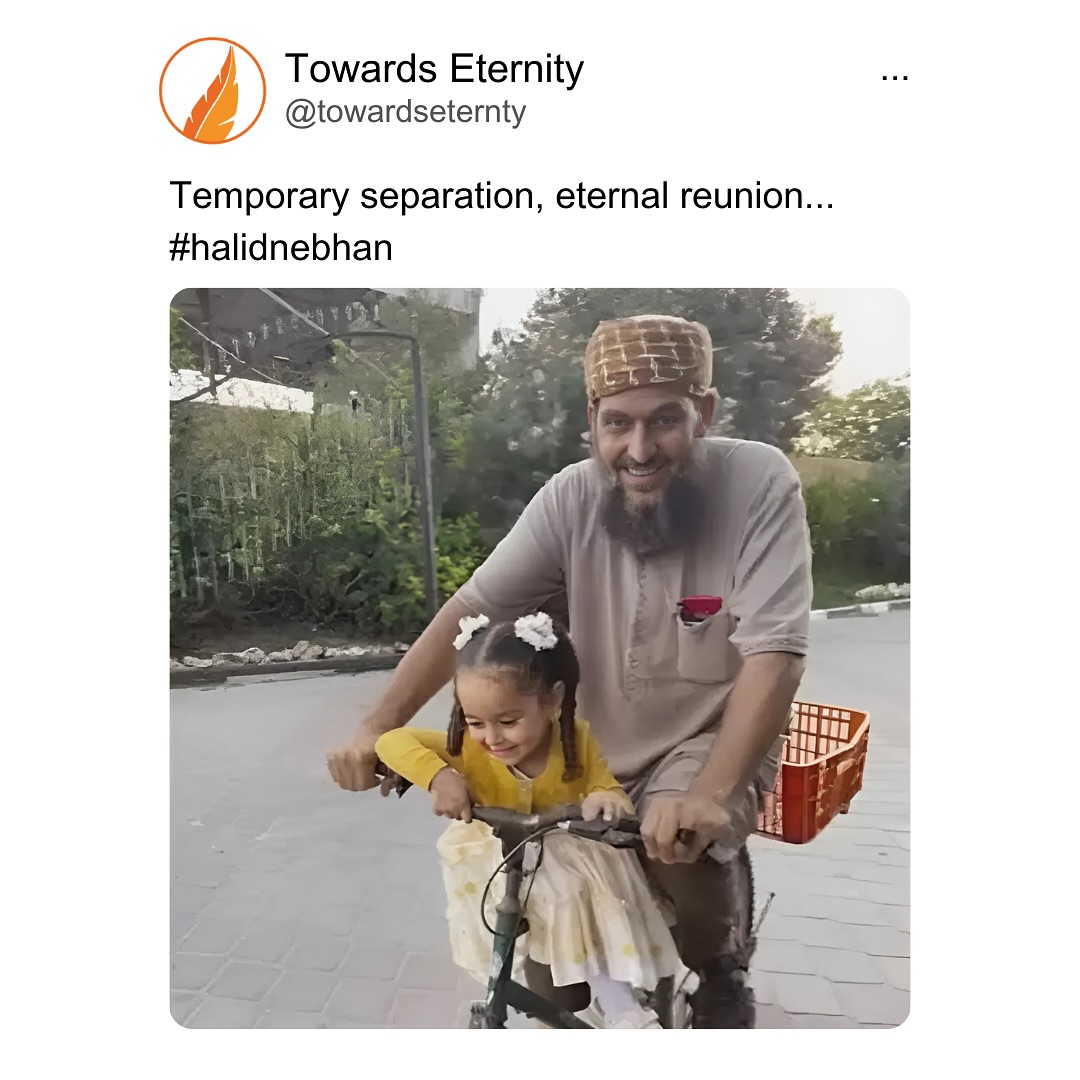 Towards Eternity
...
@towardseternty
Temporary separation, eternal reunion...
#halidnebhan